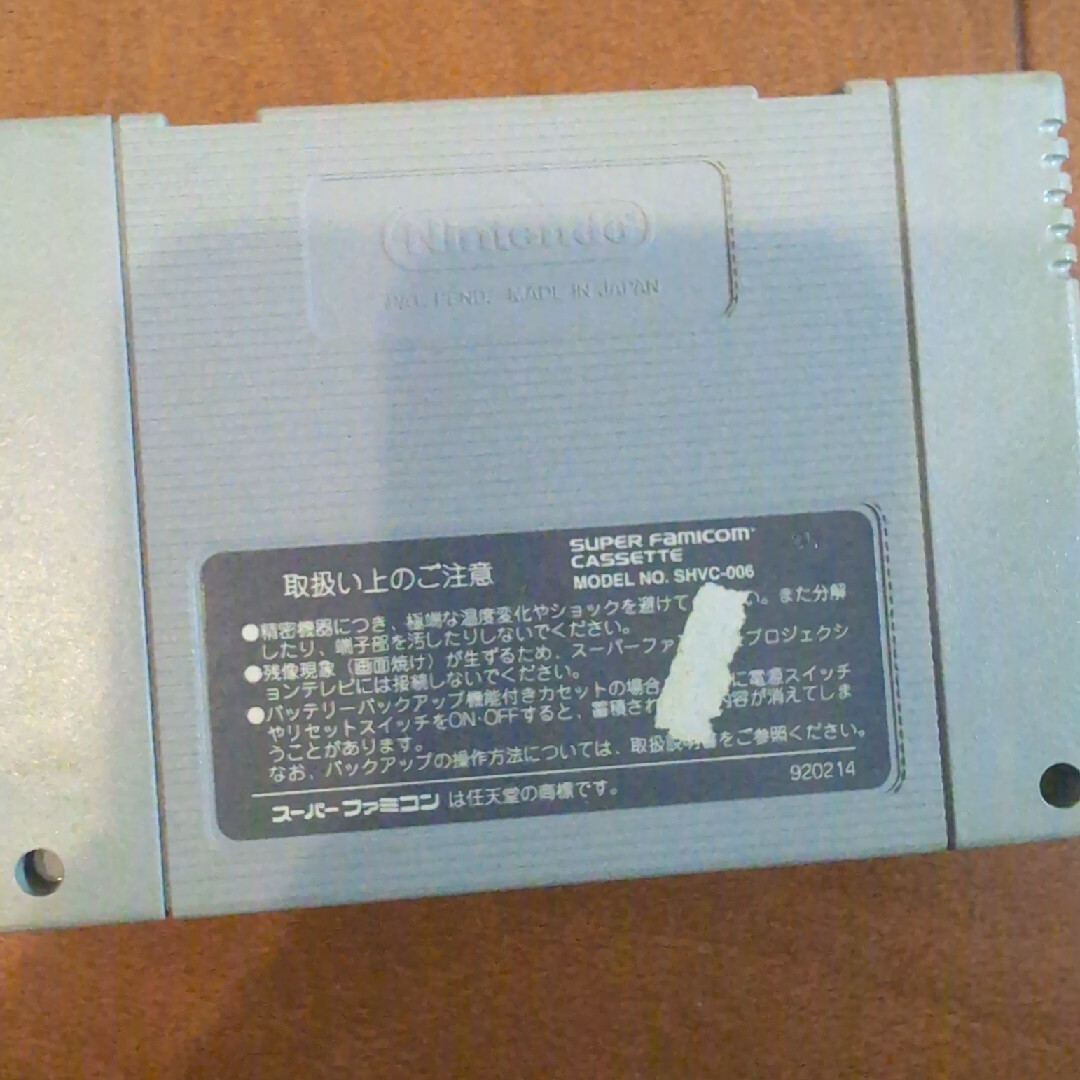 Nintendo
PAT. PEND. MADE IN JAPAN
SUPER FAMICOM
CASSETTE
取扱い上のご注意
MODEL NO. SHVC-006
●精密機器につき、極端な温度変化やショックを避けて い。また分解
したり、端子部を汚したりしないでください。
●残像現象（画面焼け）が生ずるため、スーパーファ プロジェクシ
ョンテレビには接続しないでください。
●バッテリーバックアップ機能付きカセットの場合 に電源スイッチ
やリセットスイッチをON・OFFすると、蓄積され 内容が消えてしま
うことがあります。
なお、バックアップの操作方法については、取扱説明書をご参照ください。
920214
スーパーファミコン は任天堂の商標です。